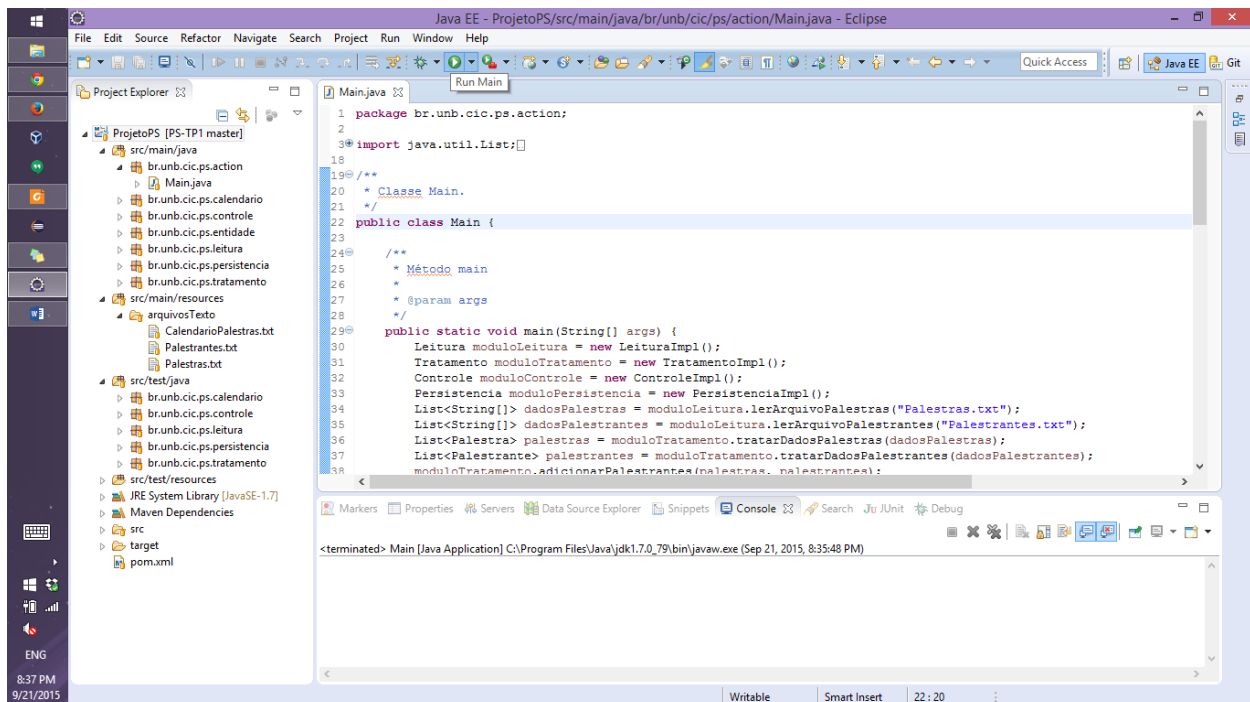 Java EE - ProjetoPS/src/main/java/br/unb/cic/ps/action/Main.java - Eclipse
File Edit Source Refactor Navigate Search Project Run Window Help
Quick Access
Java EE
Git
Run Main
Project Explorer
ProjetoPS [PS-TP1 master]
src/main/java
br.unb.cic.ps.action
Main.java
br.unb.cic.ps.calendario
br.unb.cic.ps.controle
br.unb.cic.ps.entidade
br.unb.cic.ps.leitura
br.unb.cic.ps.persistencia
br.unb.cic.ps.tratamento
src/main/resources
arquivosTexto
CalendarioPalestras.txt
Palestrantes.txt
Palestras.txt
src/test/java
br.unb.cic.ps.calendario
br.unb.cic.ps.controle
br.unb.cic.ps.leitura
br.unb.cic.ps.persistencia
br.unb.cic.ps.tratamento
src/test/resources
JRE System Library [JavaSE-1.7]
Maven Dependencies
src
target
pom.xml
Main.java
1 package br.unb.cic.ps.action;
2
3 import java.util.List;
18
19 /**
20 * Classe Main.
21 */
22 public class Main {
23
24 /**
25 * Método main
26 *
27 * @param args
28 */
29 public static void main(String[] args) {
30 Leitura moduloLeitura = new LeituraImpl();
31 Tratamento moduloTratamento = new TratamentoImpl();
32 Controle moduloControle = new ControleImpl();
33 Persistencia moduloPersistencia = new PersistenciaImpl();
34 List<String[]> dadosPalestras = moduloLeitura.lerArquivoPalestras("Palestras.txt");
35 List<String[]> dadosPalestrantes = moduloLeitura.lerArquivoPalestrantes("Palestrantes.txt");
36 List<Palestra> palestras = moduloTratamento.tratarDadosPalestras(dadosPalestras);
37 List<Palestrante> palestrantes = moduloTratamento.tratarDadosPalestrantes(dadosPalestrantes);
38 moduloTratamento.adicionarPalestrantes(palestras, palestrantes);
Markers Properties Servers Data Source Explorer Snippets Console Search JUnit Debug
<terminated> Main [Java Application] C:\Program Files\Java\jdk1.7.0_79\bin\javaw.exe (Sep 21, 2015, 8:35:48 PM)
Writable Smart Insert 22 : 20
ENG
8:37 PM
9/21/2015